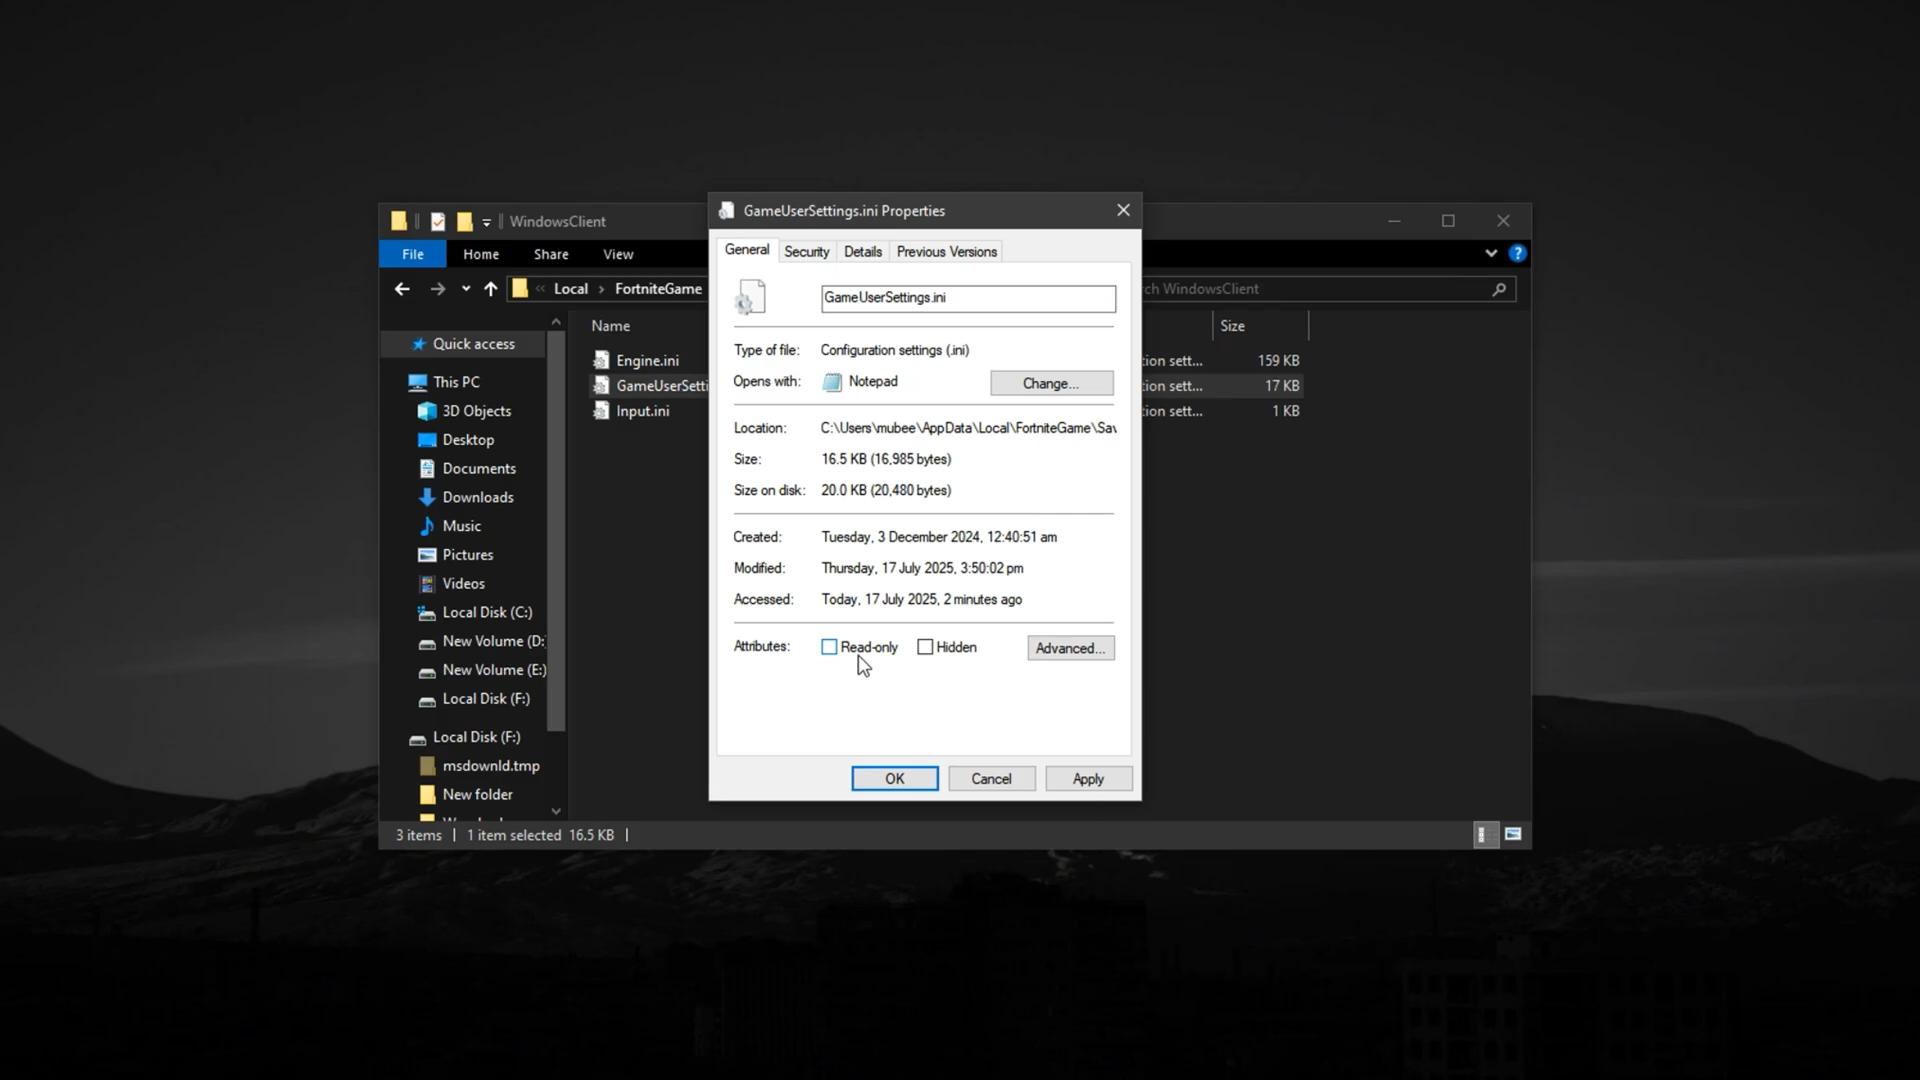 WindowsClient
File Home Share View
« Local › FortniteGame
ch WindowsClient
Quick access
This PC
3D Objects
Desktop
Documents
Downloads
Music
Pictures
Videos
Local Disk (C:)
New Volume (D:
New Volume (E:)
Local Disk (F:)
Local Disk (F:)
msdownld.tmp
New folder
Name Size
Engine.ini ion sett... 159 KB
GameUserSetti ion sett... 17 KB
Input.ini ion sett... 1 KB
3 items 1 item selected 16.5 KB
GameUserSettings.ini Properties
General Security Details Previous Versions
GameUserSettings.ini
Type of file: Configuration settings (.ini)
Opens with: Notepad Change...
Location: C:\Users\mubee\AppData\Local\FortniteGame\Sav
Size: 16.5 KB (16,985 bytes)
Size on disk: 20.0 KB (20,480 bytes)
Created: Tuesday, 3 December 2024, 12:40:51 am
Modified: Thursday, 17 July 2025, 3:50:02 pm
Accessed: Today, 17 July 2025, 2 minutes ago
Attributes: Read-only Hidden Advanced...
OK Cancel Apply